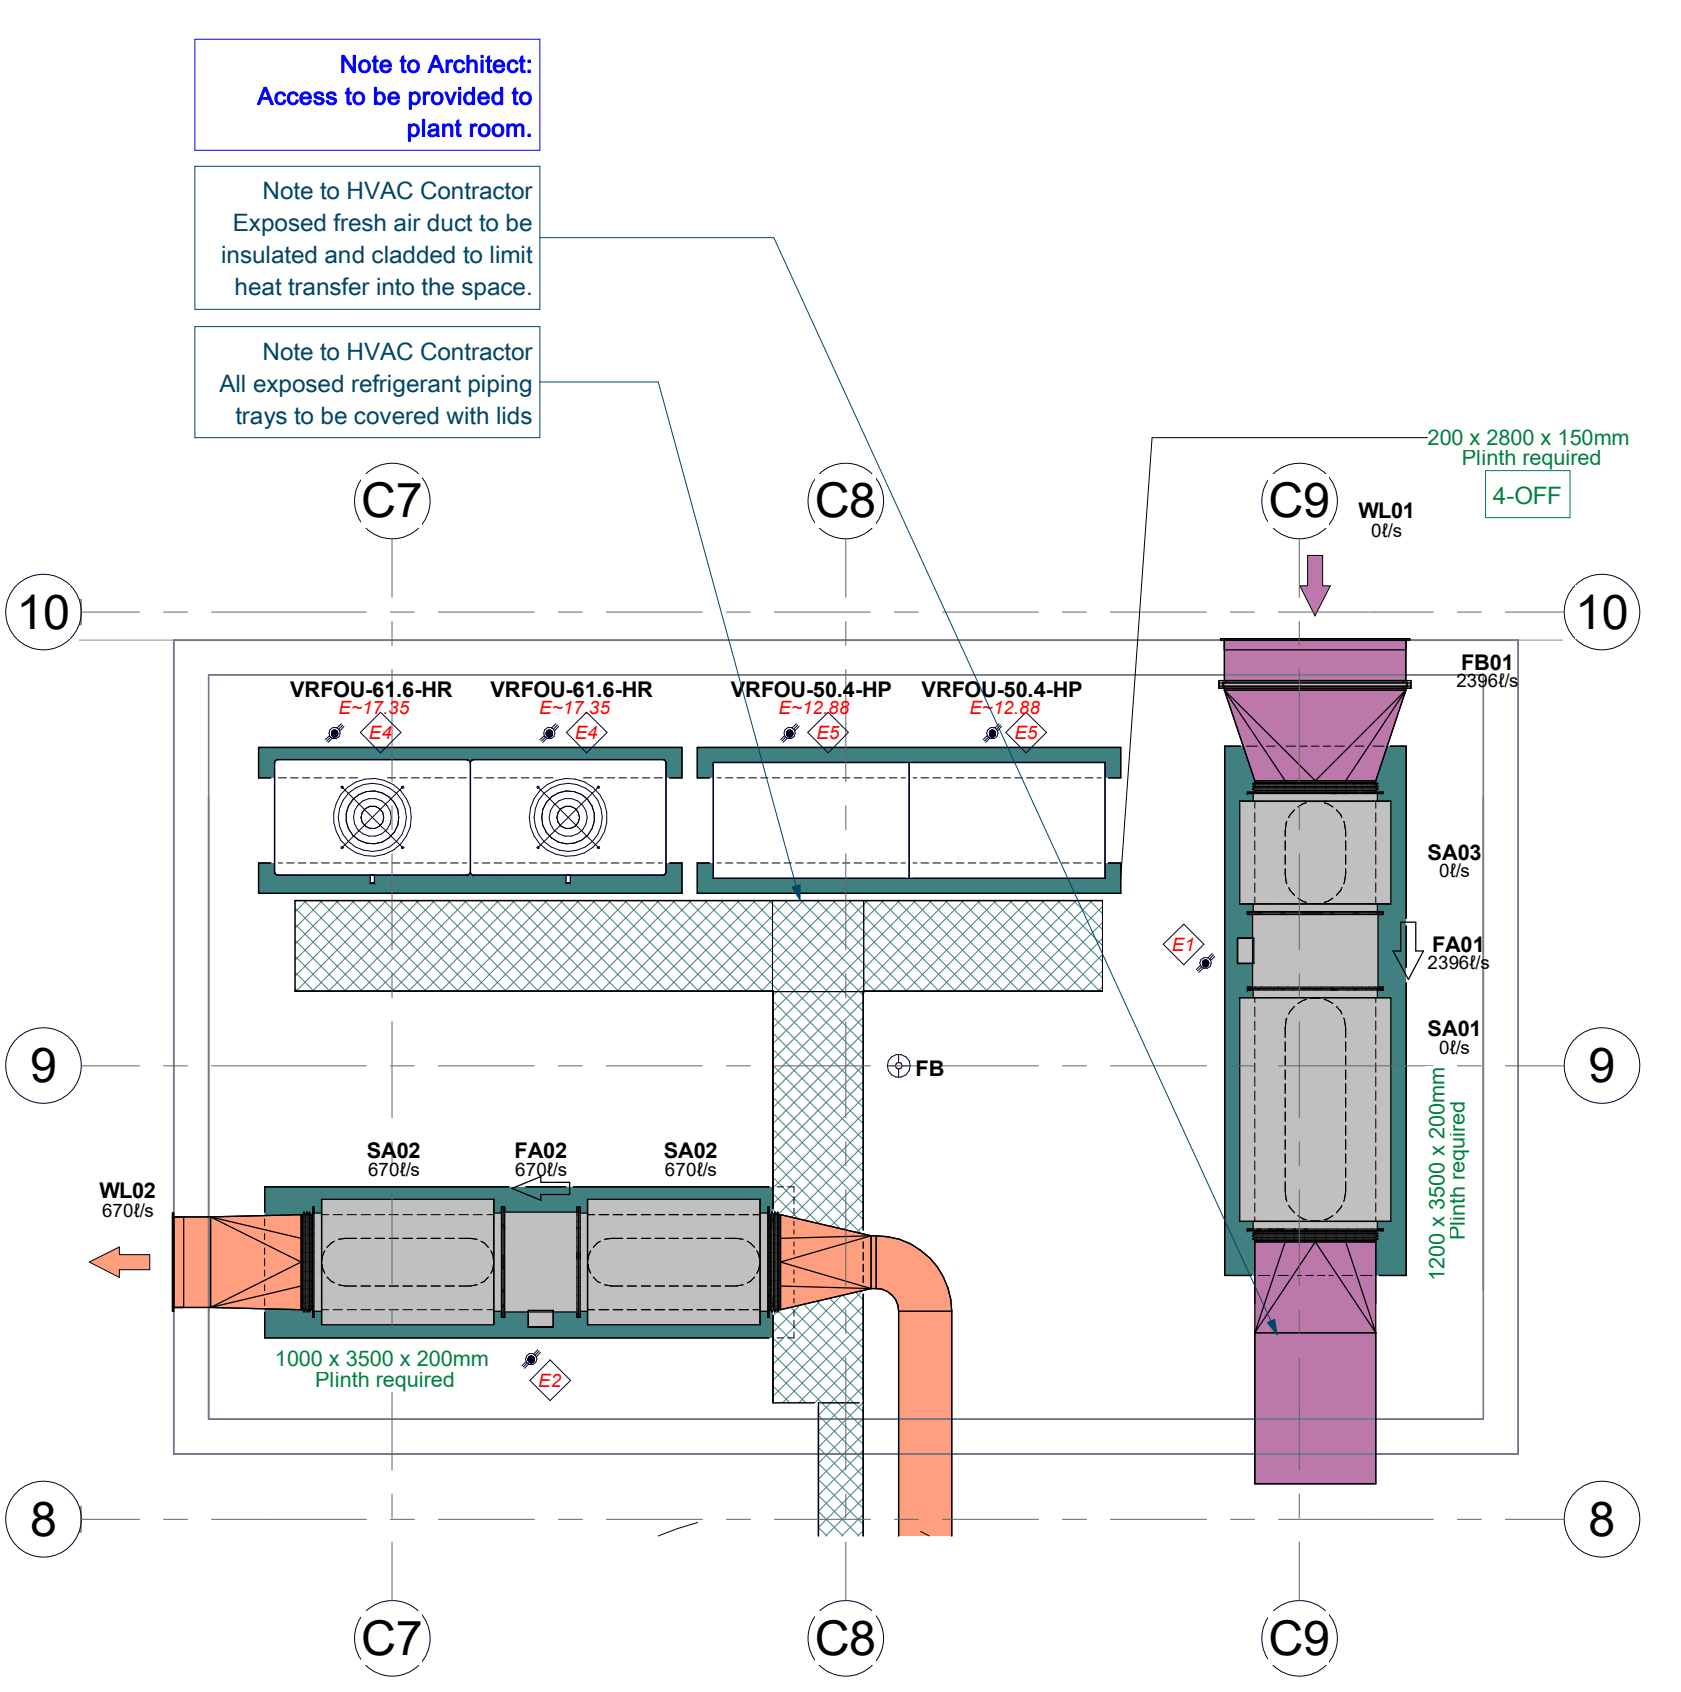 Note to Architect:
Access to be provided to
plant room.
Note to HVAC Contractor
Exposed fresh air duct to be
insulated and cladded to limit
heat transfer into the space.
Note to HVAC Contractor
All exposed refrigerant piping
trays to be covered with lids
200 x 2800 x 150mm
Plinth required
4-OFF
C7
C8
C9
WL01
0ℓ/s
10
10
FB01
2396ℓ/s
VRFOU-61.6-HR
E~17.35
E4
VRFOU-61.6-HR
E~17.35
E4
VRFOU-50.4-HP
E~12.88
E5
VRFOU-50.4-HP
E~12.88
E5
SA03
0ℓ/s
E1
FA01
2396ℓ/s
SA01
0ℓ/s
9
FB
9
1200 x 3500 x 200mm
Plinth required
SA02
670ℓ/s
FA02
670ℓ/s
SA02
670ℓ/s
WL02
670ℓ/s
1000 x 3500 x 200mm
Plinth required
E2
8
8
C7
C8
C9